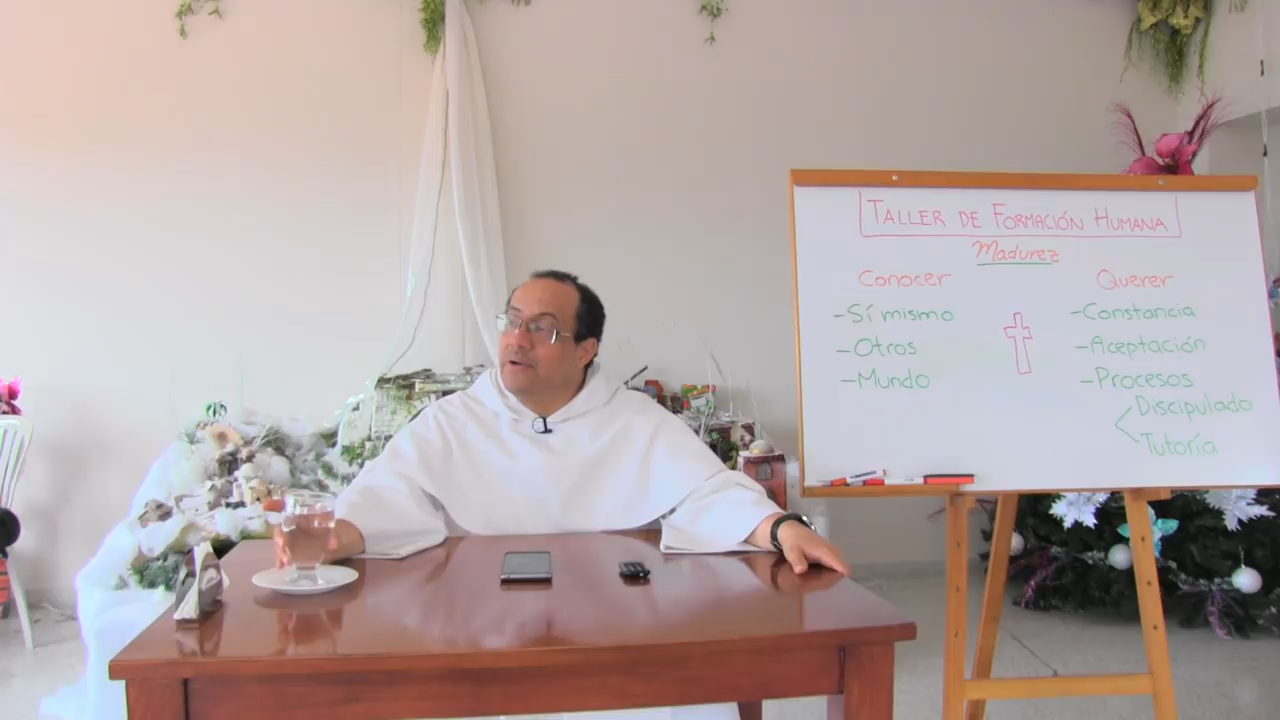 TALLER DE FORMACIÓN HUMANA
Madurez
Conocer
-Sí mismo
-Otros
-Mundo
Querer
-Constancia
-Aceptación
-Procesos
Discipulado
Tutoría